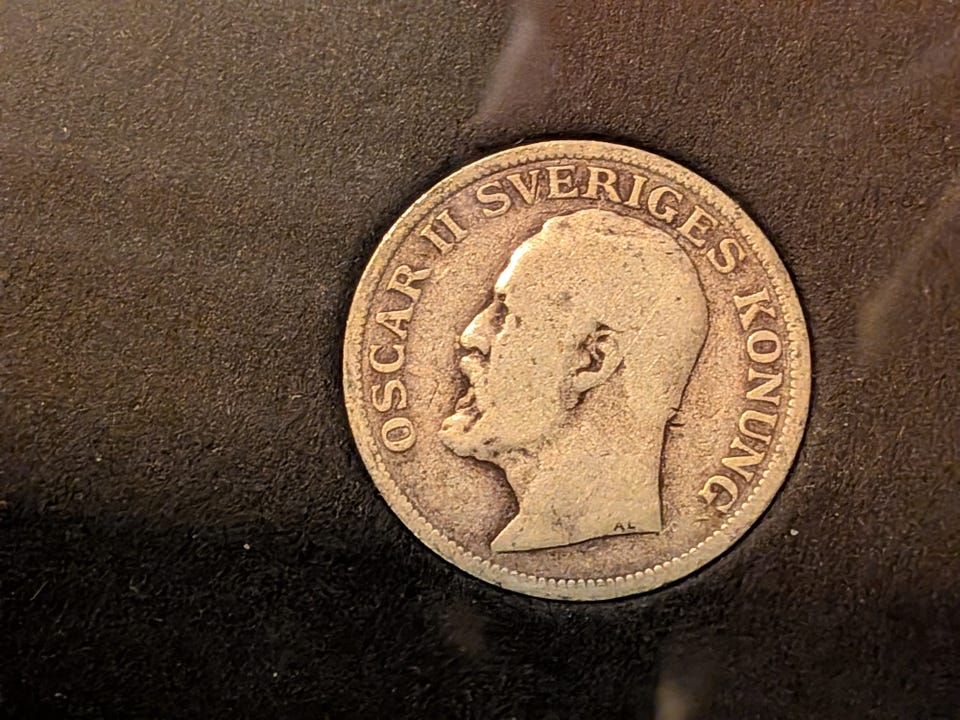 OSCAR II SVERIGES KONUNG
AL